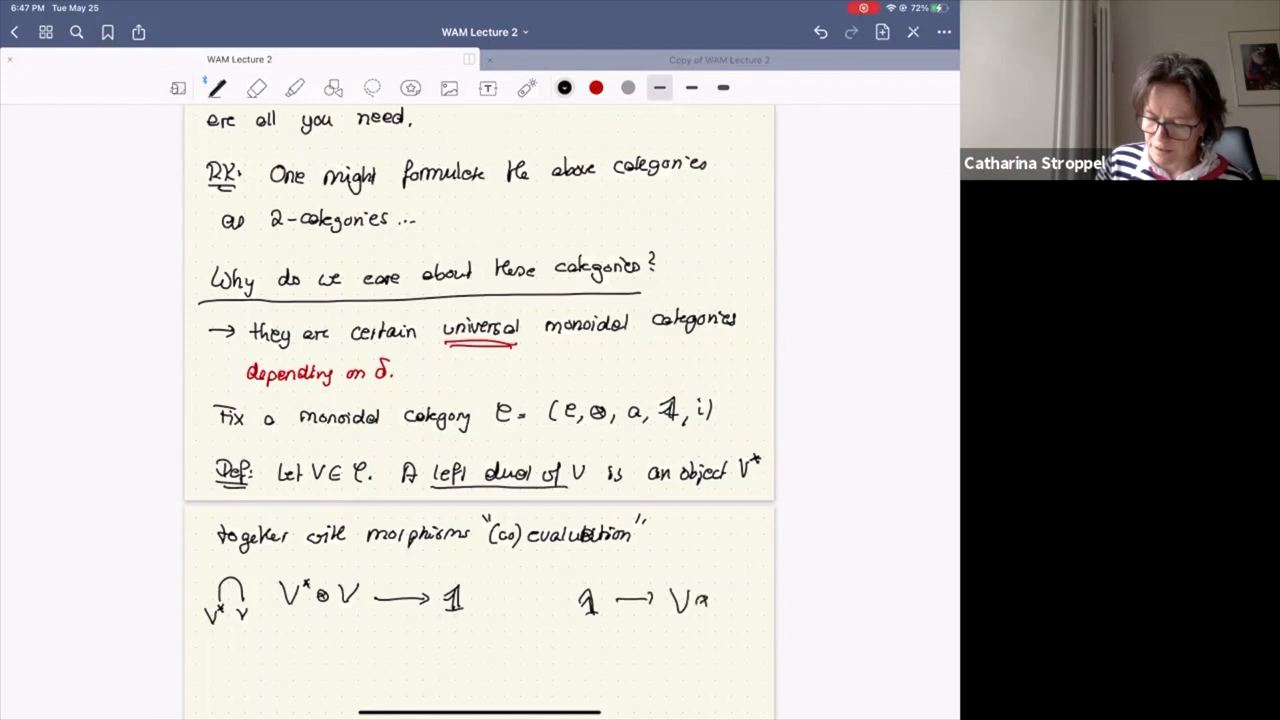 6:47 PM Tue May 25
72%
WAM Lecture 2
WAM Lecture 2
Copy of WAM Lecture 2
are all you need,
RK: One might formulate the above categories
as 2-categories ...
Why do we care about these categories?
→ they are certain universal monoidal categories
depending on δ.
Fix a monoidal category C = (C, ⊗, a, 𝟙, i)
Def: Let V ∈ C. A left dual of V is an object V*
together with morphisms "(co)evaluation"
V* V V* ⊗ V → 𝟙 𝟙 → V ⊗
Catharina Stroppel